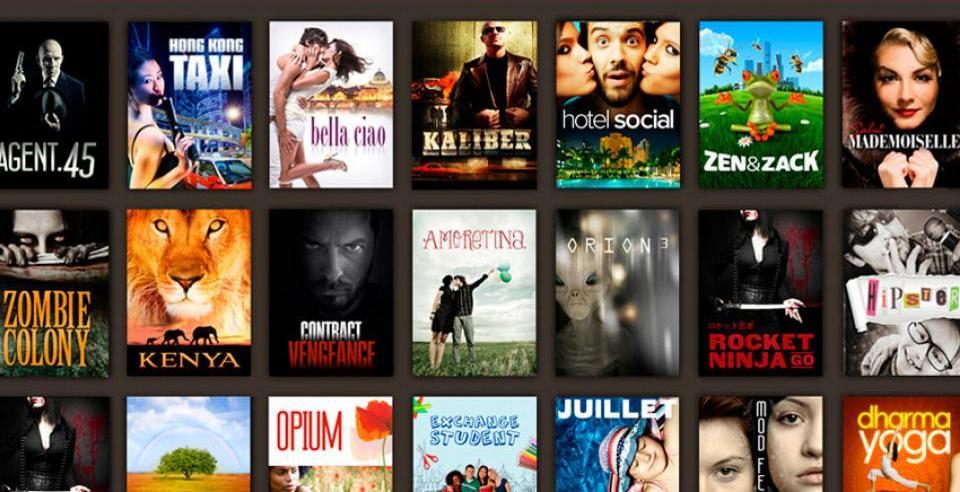 AGENT.45
HONG KONG
TAXI
bella ciao
KALIBER
hotel social
ZEN&ZACK
MADEMOISELLE
ZOMBIE
COLONY
KENYA
CONTRACT
VENGEANCE
AMORETINA
ORION 3
ROCKET
NINJA GO
HiPSTER
OPIUM
EXCHANGE
STUDENT
JUILLET
MOD FE
dharma
yoga